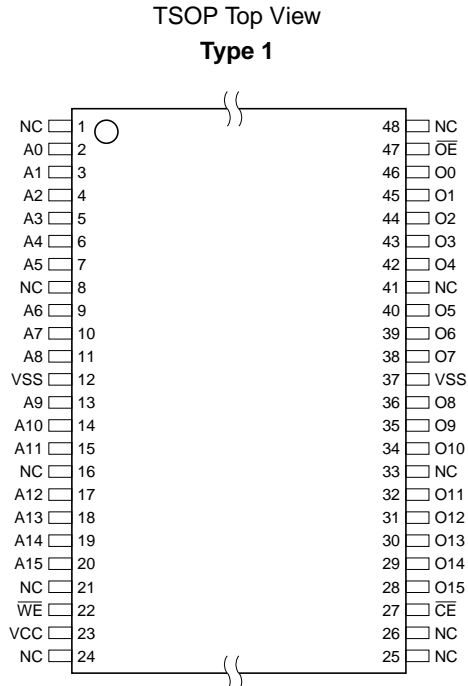 TSOP Top View
Type 1
NC 1 48 NC
A0 2 47 O̅E̅
A1 3 46 O0
A2 4 45 O1
A3 5 44 O2
A4 6 43 O3
A5 7 42 O4
NC 8 41 NC
A6 9 40 O5
A7 10 39 O6
A8 11 38 O7
VSS 12 37 VSS
A9 13 36 O8
A10 14 35 O9
A11 15 34 O10
NC 16 33 NC
A12 17 32 O11
A13 18 31 O12
A14 19 30 O13
A15 20 29 O14
NC 21 28 O15
W̅E̅ 22 27 C̅E̅
VCC 23 26 NC
NC 24 25 NC